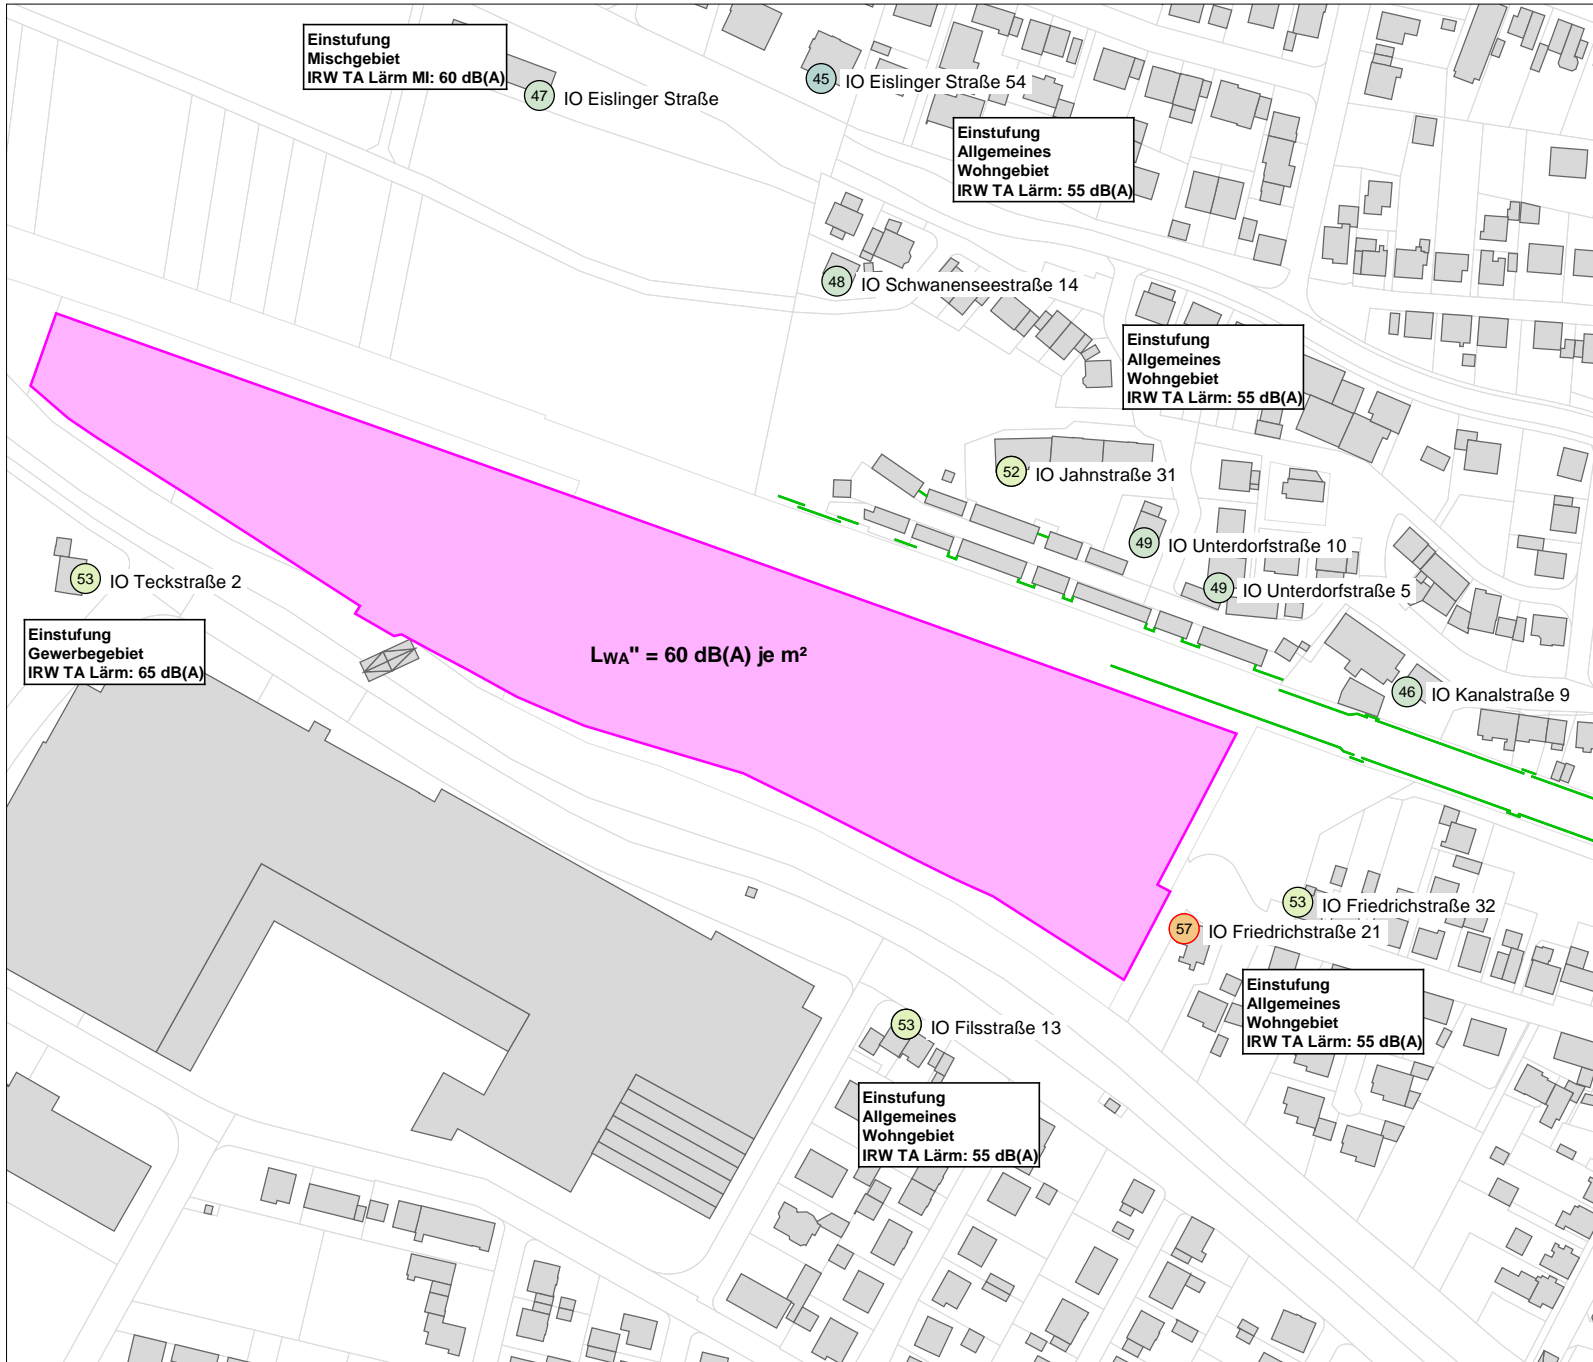 Einstufung
Mischgebiet
IRW TA Lärm MI: 60 dB(A)
47 IO Eislinger Straße
45 IO Eislinger Straße 54
Einstufung
Allgemeines
Wohngebiet
IRW TA Lärm: 55 dB(A)
48 IO Schwanenseestraße 14
Einstufung
Allgemeines
Wohngebiet
IRW TA Lärm: 55 dB(A)
52 IO Jahnstraße 31
49 IO Unterdorfstraße 10
49 IO Unterdorfstraße 5
53 IO Teckstraße 2
Einstufung
Gewerbegebiet
IRW TA Lärm: 65 dB(A)
LWA" = 60 dB(A) je m²
46 IO Kanalstraße 9
53 IO Friedrichstraße 32
57 IO Friedrichstraße 21
Einstufung
Allgemeines
Wohngebiet
IRW TA Lärm: 55 dB(A)
53 IO Filsstraße 13
Einstufung
Allgemeines
Wohngebiet
IRW TA Lärm: 55 dB(A)